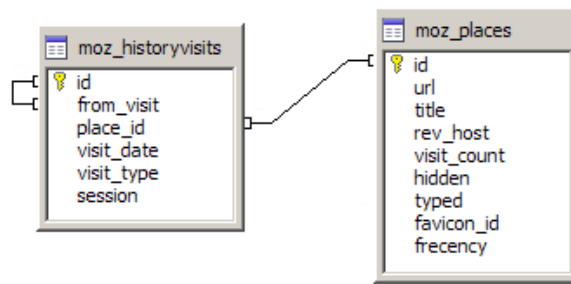 moz_historyvisits
id
from_visit
place_id
visit_date
visit_type
session
moz_places
id
url
title
rev_host
visit_count
hidden
typed
favicon_id
frecency